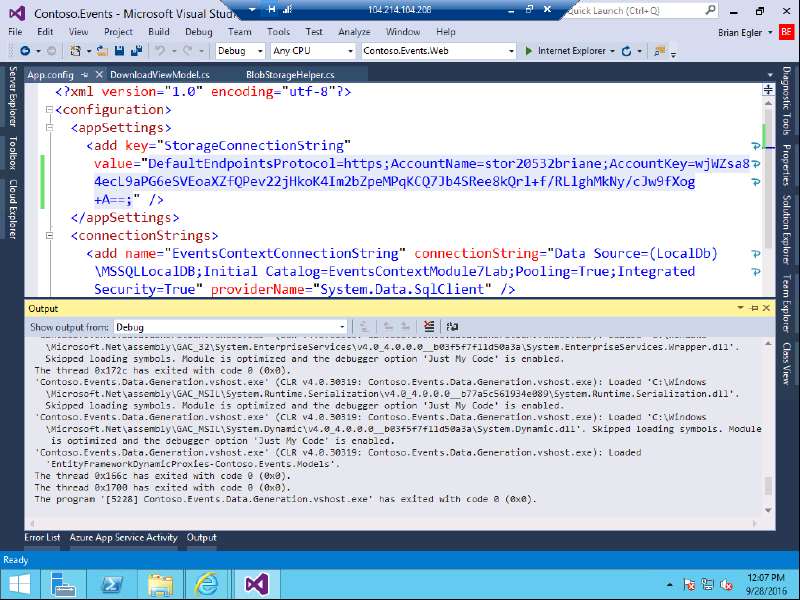 Contoso.Events - Microsoft Visual Stud
104.214.104.208
Quick Launch (Ctrl+Q)
File Edit View Project Build Debug Team Tools Test Analyze Window Help
Brian Egler BE
Debug Any CPU Contoso.Events.Web Internet Explorer
App.config DownloadViewModel.cs BlobStorageHelper.cs
Server Explorer
Toolbox
Cloud Explorer
<?xml version="1.0" encoding="utf-8"?>
<configuration>
<appSettings>
<add key="StorageConnectionString"
value="DefaultEndpointsProtocol=https;AccountName=stor20532briane;AccountKey=wjWZsa8
4ecL9aPG6eSVEoaXZfQPev22jHkoK4Im2bZpeMPqKCQ7Jb4SRee8kQrl+f/RLlghMkNy/cJw9fXog
+A==;" />
</appSettings>
<connectionStrings>
<add name="EventsContextConnectionString" connectionString="Data Source=(LocalDb)
\MSSQLLocalDB;Initial Catalog=EventsContextModule7Lab;Pooling=True;Integrated
Security=True" providerName="System.Data.SqlClient" />
Diagnostic Tools
Properties
Solution Explorer
Team Explorer
Class View
Output
Show output from: Debug
\Microsoft.Net\assembly\GAC_32\System.EnterpriseServices\v4.0_4.0.0.0__b03f5f7f11d50a3a\System.EnterpriseServices.Wrapper.dll'.
Skipped loading symbols. Module is optimized and the debugger option 'Just My Code' is enabled.
The thread 0x172c has exited with code 0 (0x0).
'Contoso.Events.Data.Generation.vshost.exe' (CLR v4.0.30319: Contoso.Events.Data.Generation.vshost.exe): Loaded 'C:\Windows
\Microsoft.Net\assembly\GAC_MSIL\System.Runtime.Serialization\v4.0_4.0.0.0__b77a5c561934e089\System.Runtime.Serialization.dll'.
Skipped loading symbols. Module is optimized and the debugger option 'Just My Code' is enabled.
'Contoso.Events.Data.Generation.vshost.exe' (CLR v4.0.30319: Contoso.Events.Data.Generation.vshost.exe): Loaded 'C:\Windows
\Microsoft.Net\assembly\GAC_MSIL\System.Dynamic\v4.0_4.0.0.0__b03f5f7f11d50a3a\System.Dynamic.dll'. Skipped loading symbols. Module
is optimized and the debugger option 'Just My Code' is enabled.
'Contoso.Events.Data.Generation.vshost.exe' (CLR v4.0.30319: Contoso.Events.Data.Generation.vshost.exe): Loaded
'EntityFrameworkDynamicProxies-Contoso.Events.Models'.
The thread 0x166c has exited with code 0 (0x0).
The thread 0x1700 has exited with code 0 (0x0).
The program '[5228] Contoso.Events.Data.Generation.vshost.exe' has exited with code 0 (0x0).
Error List Azure App Service Activity Output
Ready
12:07 PM
9/28/2016